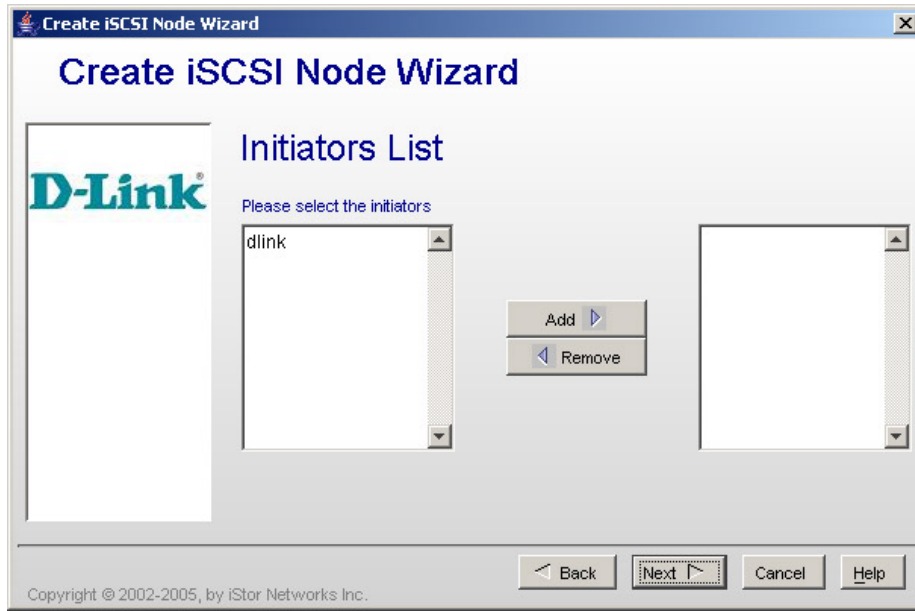 Create iSCSI Node Wizard
Create iSCSI Node Wizard
D-Link®
Initiators List
Please select the initiators
dlink
Add
Remove
Back
Next
Cancel
Help
Copyright © 2002-2005, by iStor Networks Inc.